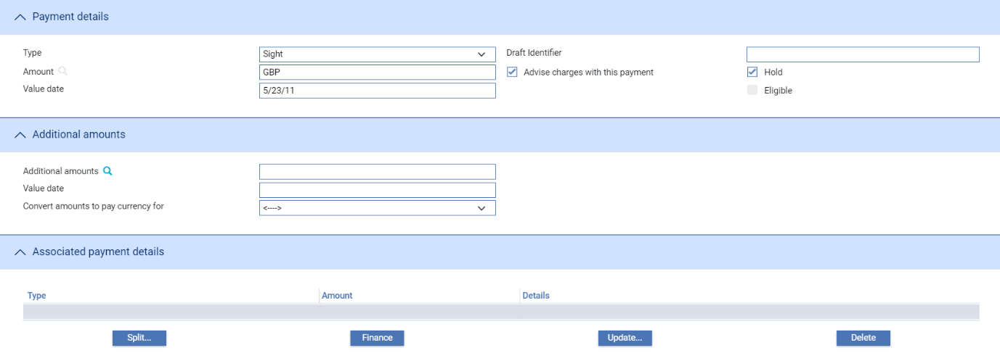 Payment details
Type Sight Draft Identifier
Amount GBP Advise charges with this payment Hold
Value date 5/23/11 Eligible
Additional amounts
Additional amounts
Value date
Convert amounts to pay currency for <---->
Associated payment details
Type Amount Details
Split... Finance Update... Delete